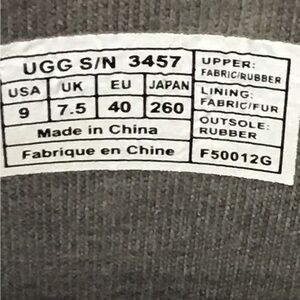 UGG S/N 3457
USA UK EU JAPAN
9 7.5 40 260
Made in China
Fabrique en Chine
UPPER:
FABRIC/RUBBER
LINING:
FABRIC/FUR
OUTSOLE:
RUBBER
F50012G